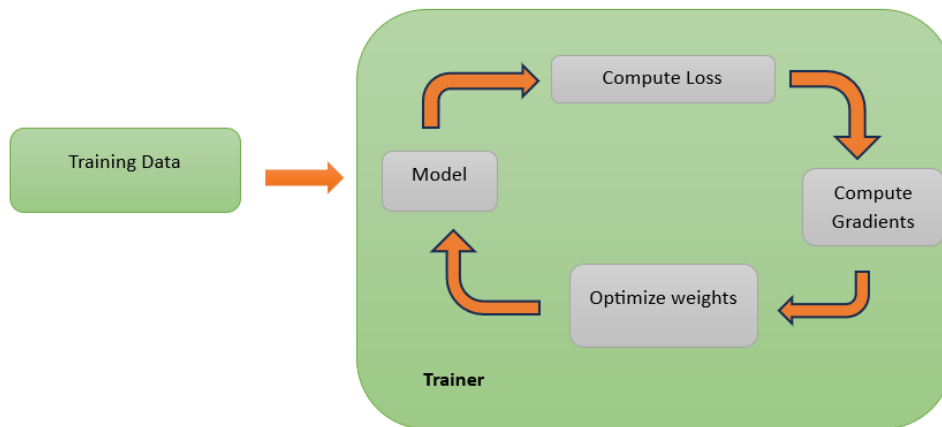 Compute Loss
Training Data
Model
Compute
Gradients
Optimize weights
Trainer